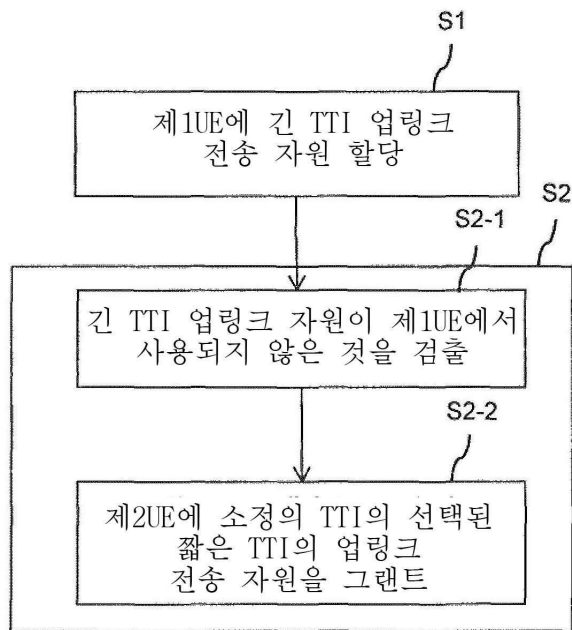 S1
제1UE에 긴 TTI 업링크
전송 자원 할당
S2
S2-1
긴 TTI 업링크 자원이 제1UE에서
사용되지 않은 것을 검출
S2-2
제2UE에 소정의 TTI의 선택된
짧은 TTI의 업링크
전송 자원을 그랜트